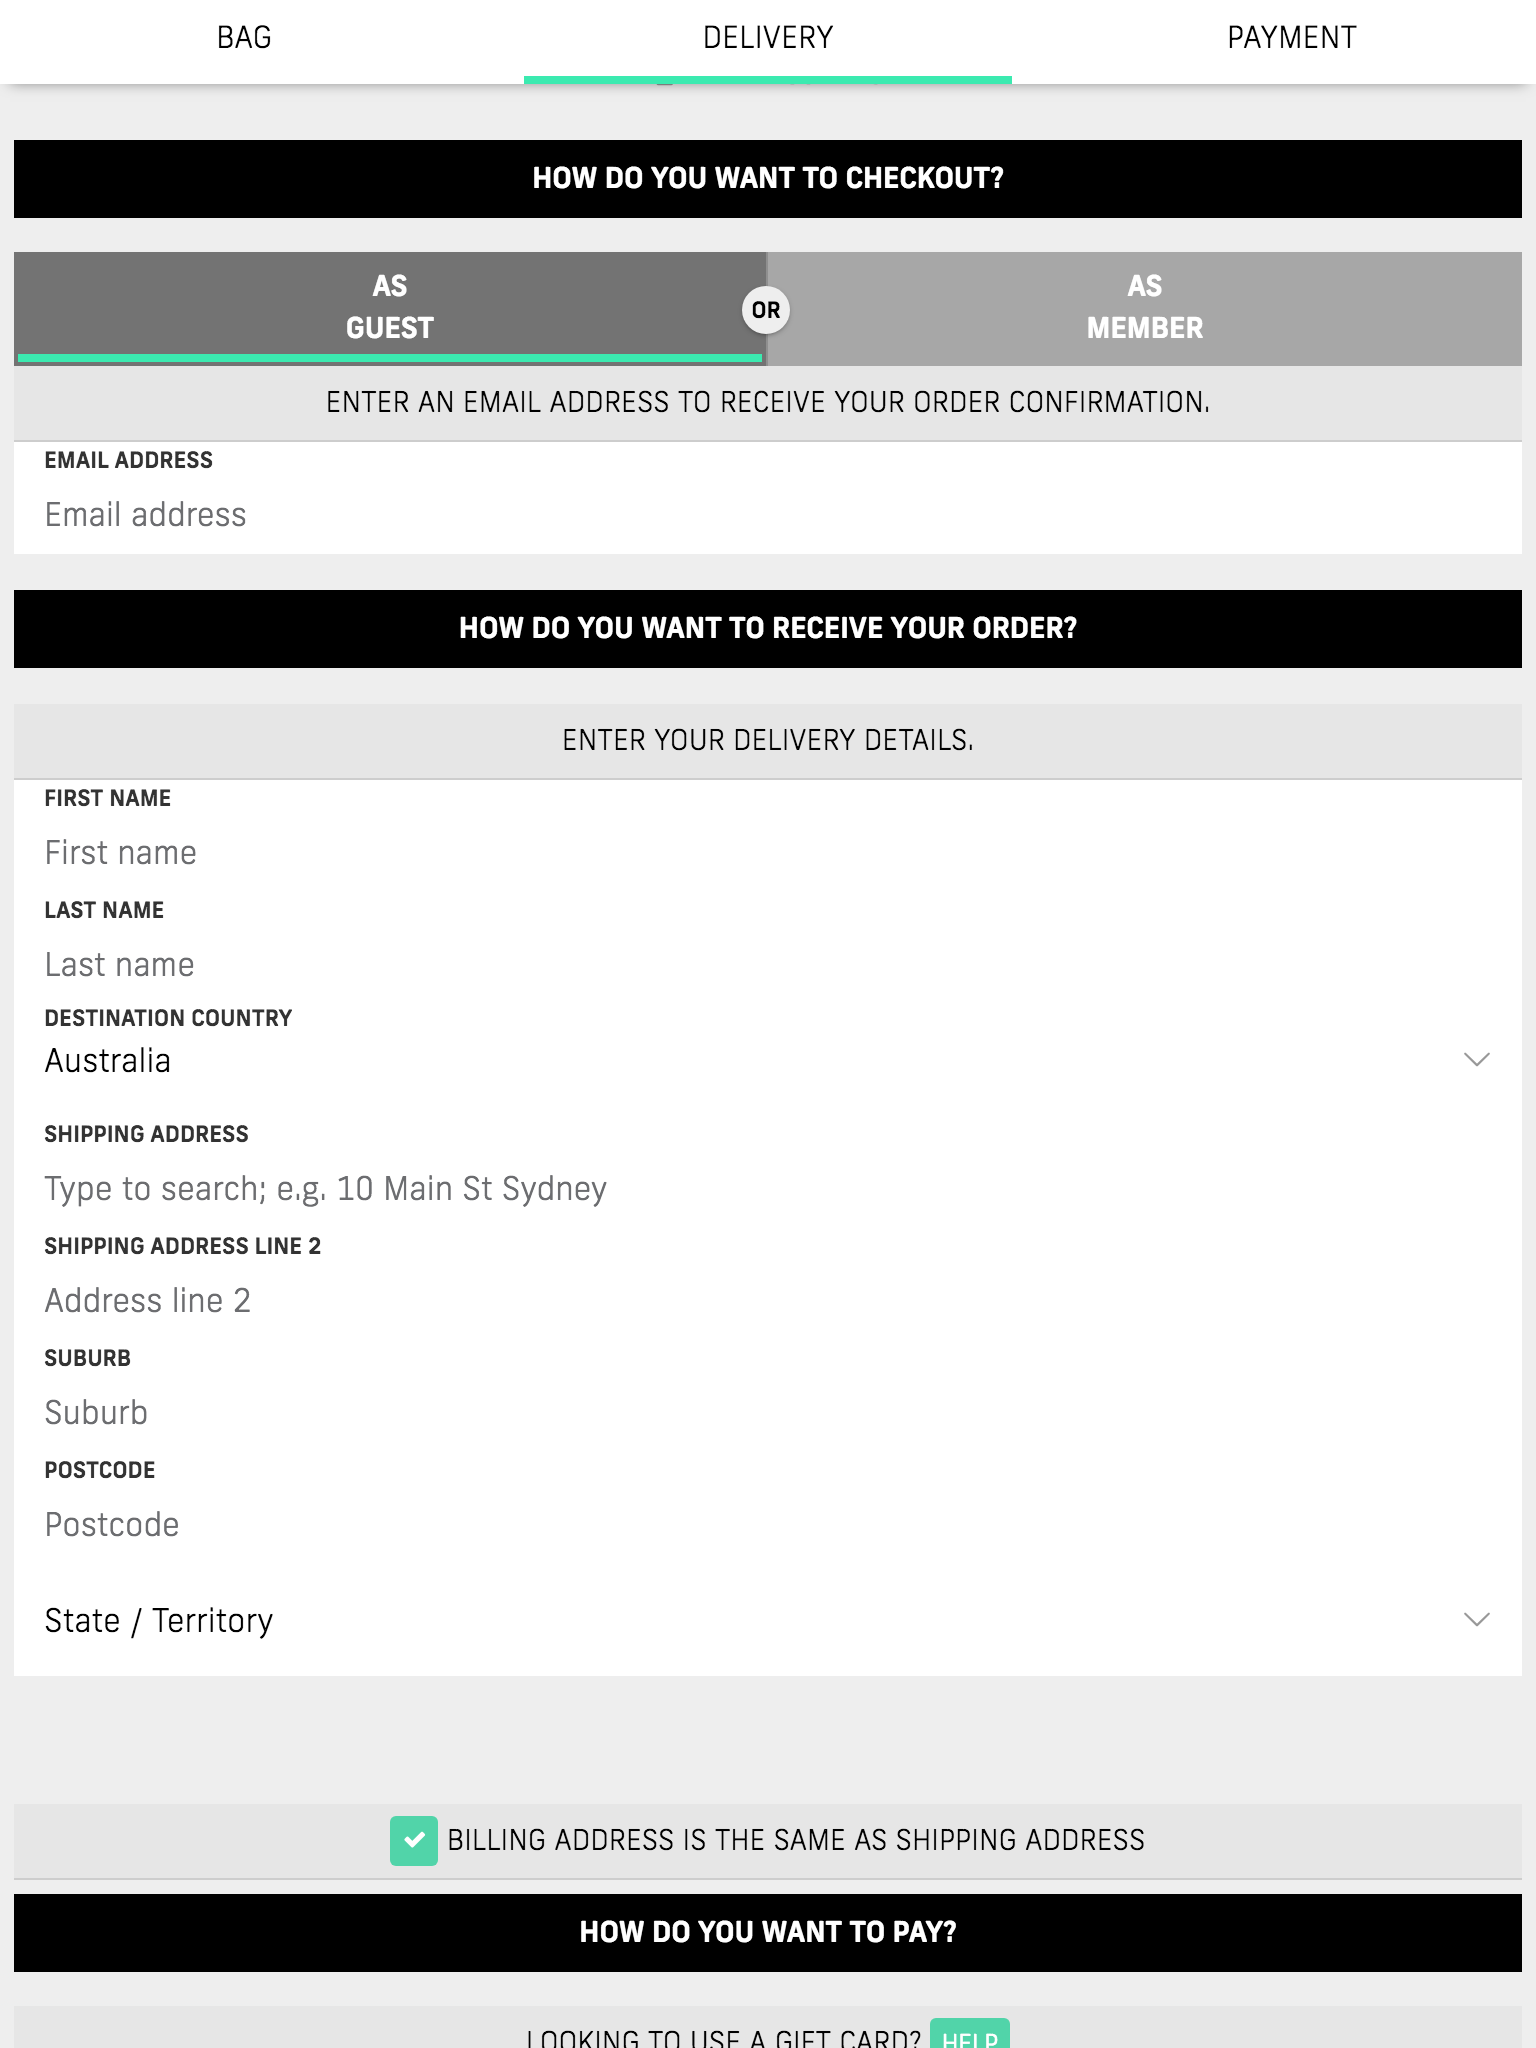 BAG
DELIVERY
PAYMENT
HOW DO YOU WANT TO CHECKOUT?
AS
GUEST
OR
AS
MEMBER
ENTER AN EMAIL ADDRESS TO RECEIVE YOUR ORDER CONFIRMATION.
EMAIL ADDRESS
Email address
HOW DO YOU WANT TO RECEIVE YOUR ORDER?
ENTER YOUR DELIVERY DETAILS.
FIRST NAME
First name
LAST NAME
Last name
DESTINATION COUNTRY
Australia
SHIPPING ADDRESS
Type to search; e.g. 10 Main St Sydney
SHIPPING ADDRESS LINE 2
Address line 2
SUBURB
Suburb
POSTCODE
Postcode
State / Territory
BILLING ADDRESS IS THE SAME AS SHIPPING ADDRESS
HOW DO YOU WANT TO PAY?
LOOKING TO USE A GIFT CARD? HELP